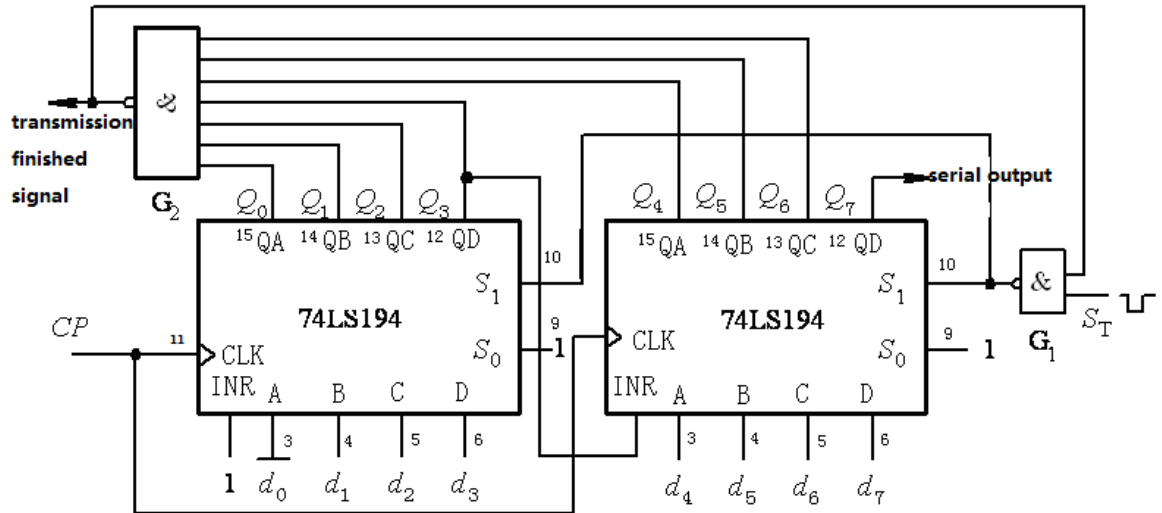 &
transmission
finished
signal
G2
Q0 Q1 Q2 Q3
15 QA 14 QB 13 QC 12 QD
10
S1
74LS194
CP
11
CLK
9
S0
1
INR A B C D
3 4 5 6
1 d0 d1 d2 d3
serial output
Q4 Q5 Q6 Q7
15 QA 14 QB 13 QC 12 QD
10
S1
&
ST
G1
74LS194
CLK
9
S0
1
INR A B C D
3 4 5 6
d4 d5 d6 d7